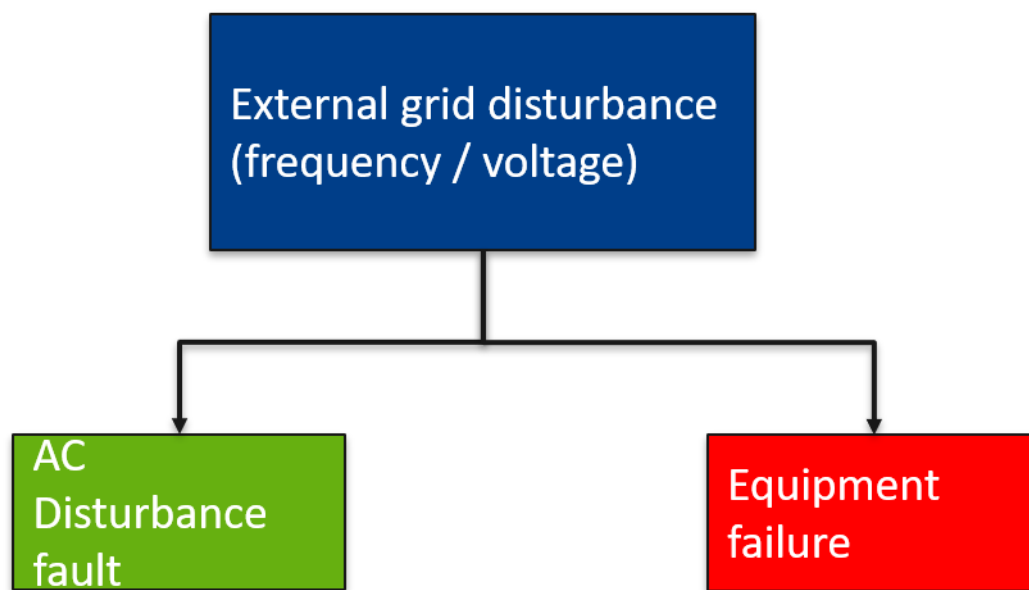 External grid disturbance
(frequency / voltage)
AC
Disturbance
fault
Equipment
failure